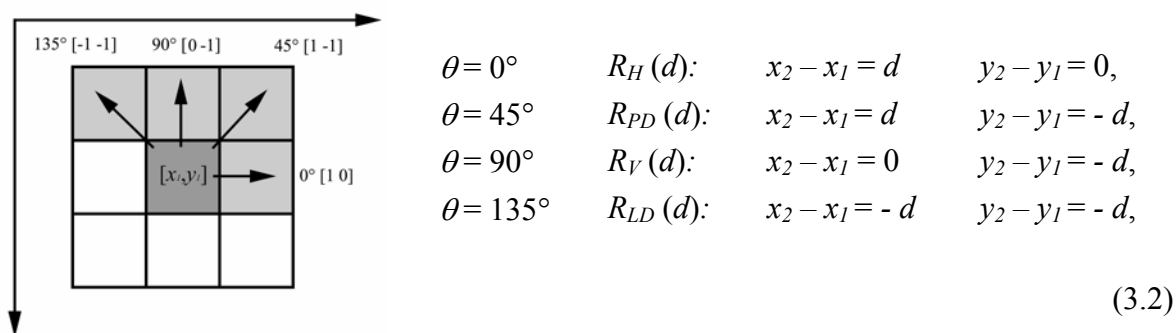 135° [-1 -1] 90° [0 -1] 45° [1 -1]
[x₁,y₁] 0° [1 0]
θ = 0° R_H (d): x₂ – x₁ = d y₂ – y₁ = 0,
θ = 45° R_PD (d): x₂ – x₁ = d y₂ – y₁ = - d,
θ = 90° R_V (d): x₂ – x₁ = 0 y₂ – y₁ = - d,
θ = 135° R_LD (d): x₂ – x₁ = - d y₂ – y₁ = - d,
(3.2)